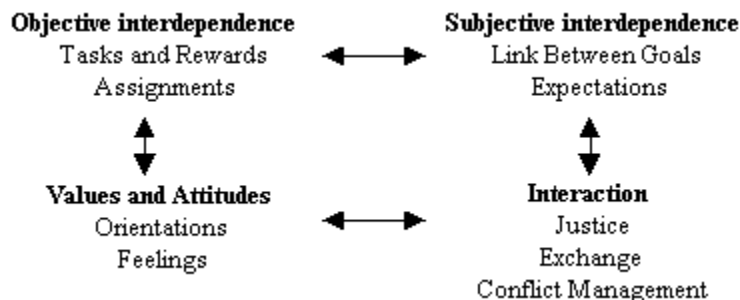 Objective interdependence
Tasks and Rewards
Assignments
Subjective interdependence
Link Between Goals
Expectations
Values and Attitudes
Orientations
Feelings
Interaction
Justice
Exchange
Conflict Management